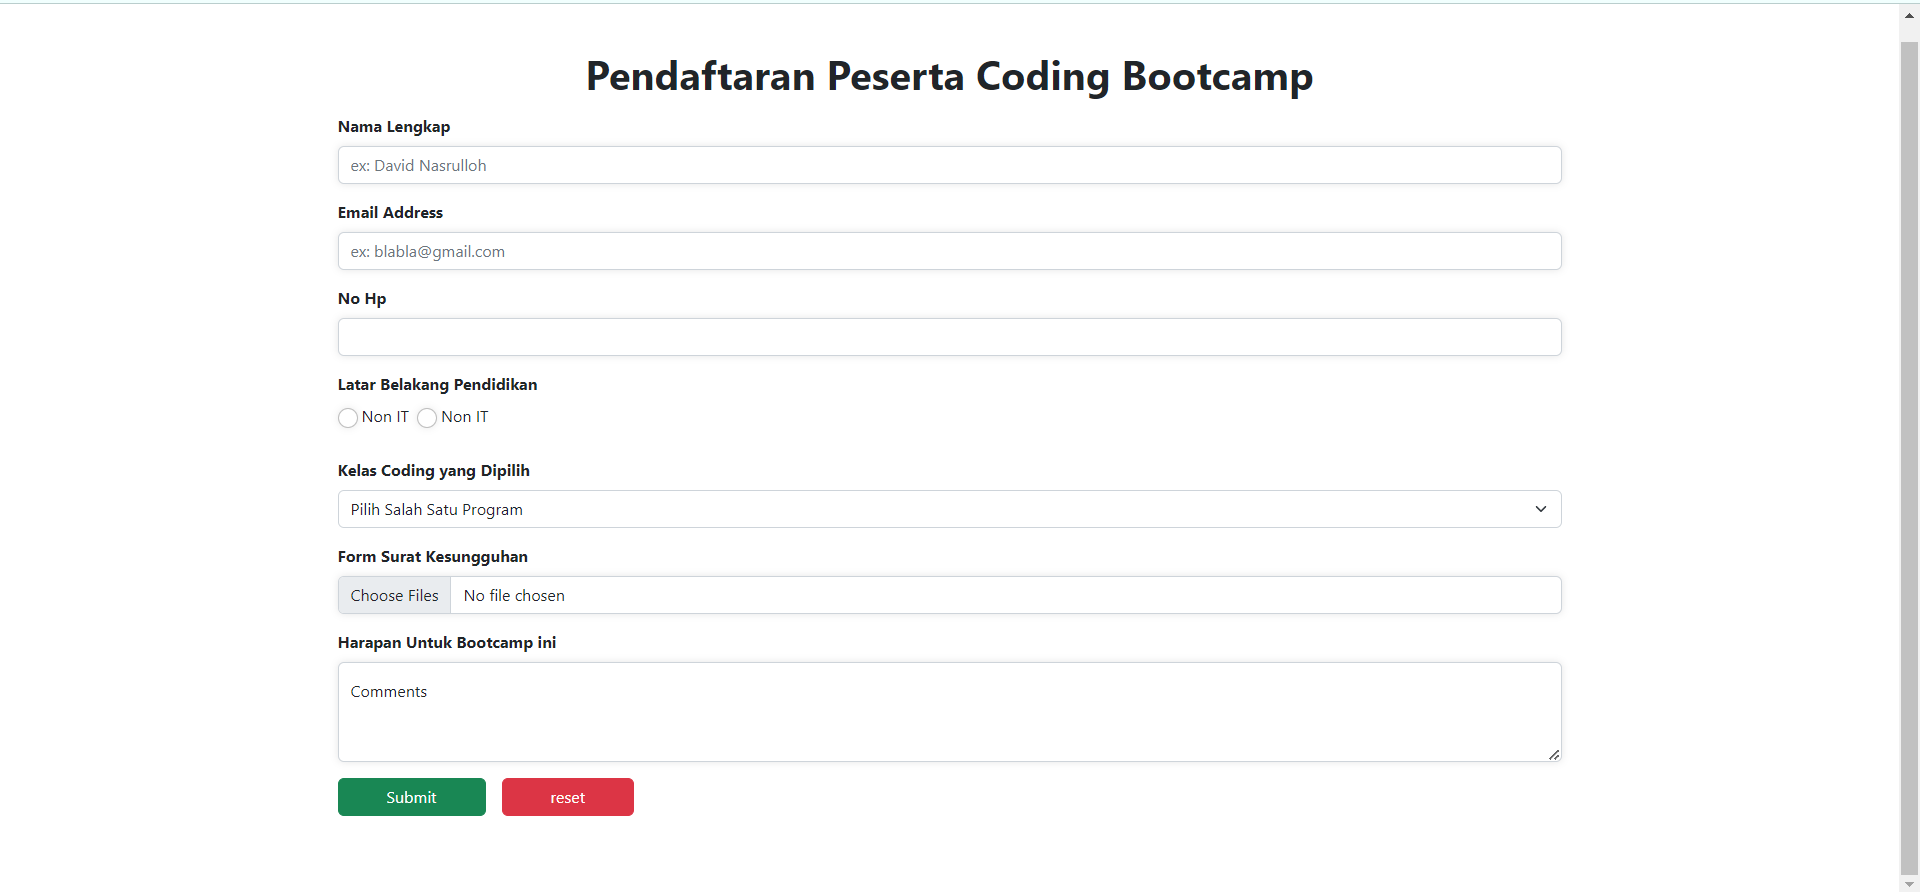 Pendaftaran Peserta Coding Bootcamp
Nama Lengkap
ex: David Nasrulloh
Email Address
ex: blabla@gmail.com
No Hp
Latar Belakang Pendidikan
Non IT Non IT
Kelas Coding yang Dipilih
Pilih Salah Satu Program
Form Surat Kesungguhan
Choose Files No file chosen
Harapan Untuk Bootcamp ini
Comments
Submit reset